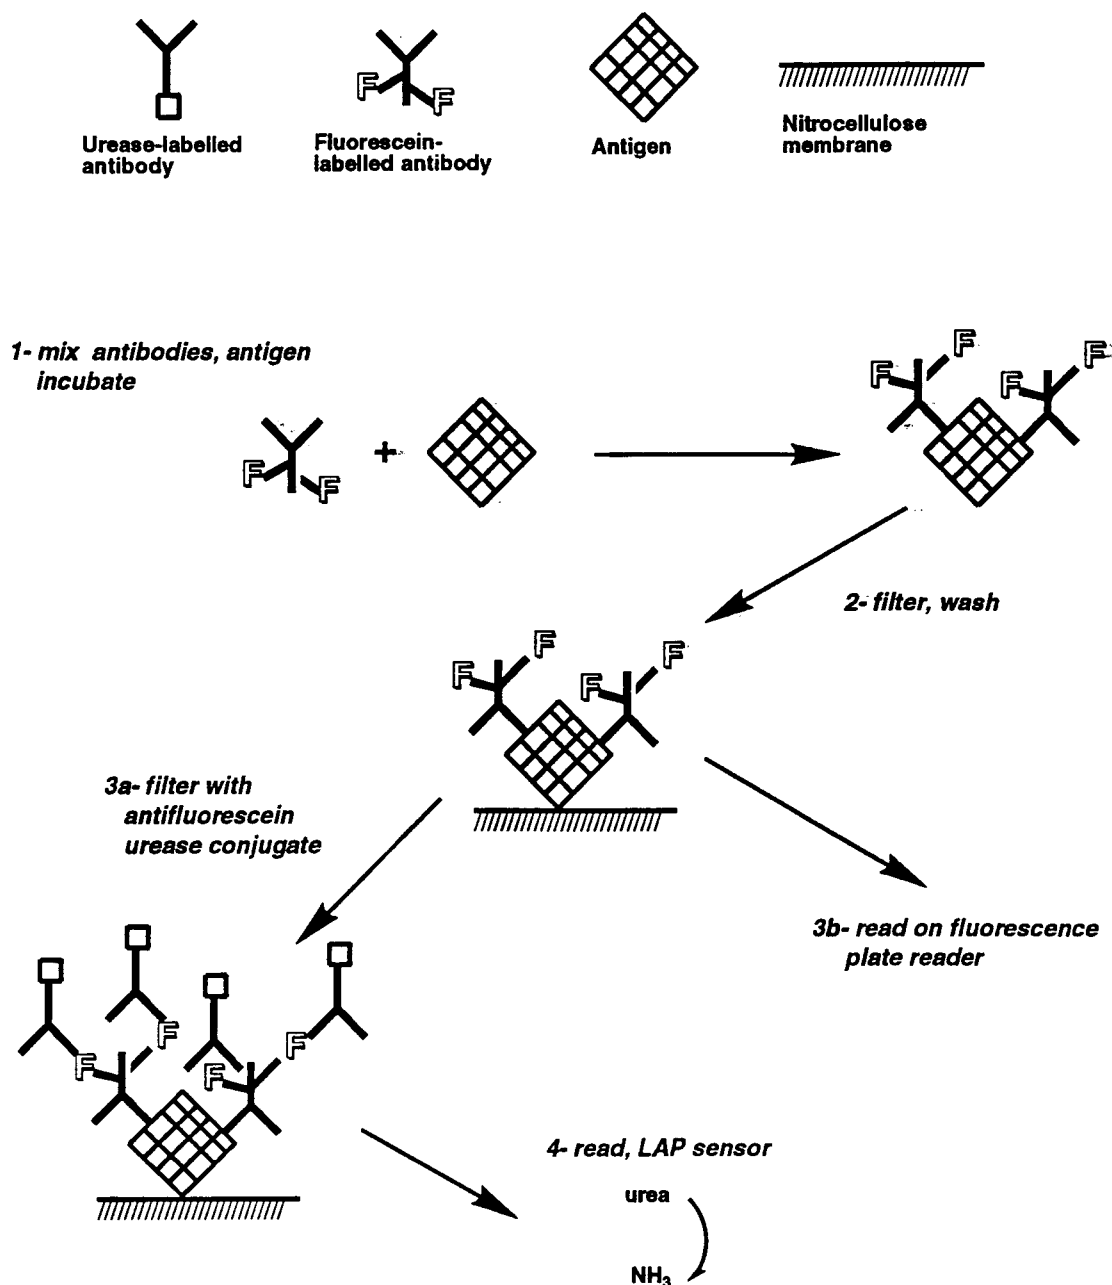 Urease-labelled
antibody
F
F
Fluorescein-
labelled antibody
Antigen
Nitrocellulose
membrane
1- mix antibodies, antigen
incubate
F
F
+
F
F
F
F
2- filter, wash
F
F
F
F
3a- filter with
antifluorescein
urease conjugate
3b- read on fluorescence
plate reader
F
F
F
F
4- read, LAP sensor
urea
NH₃